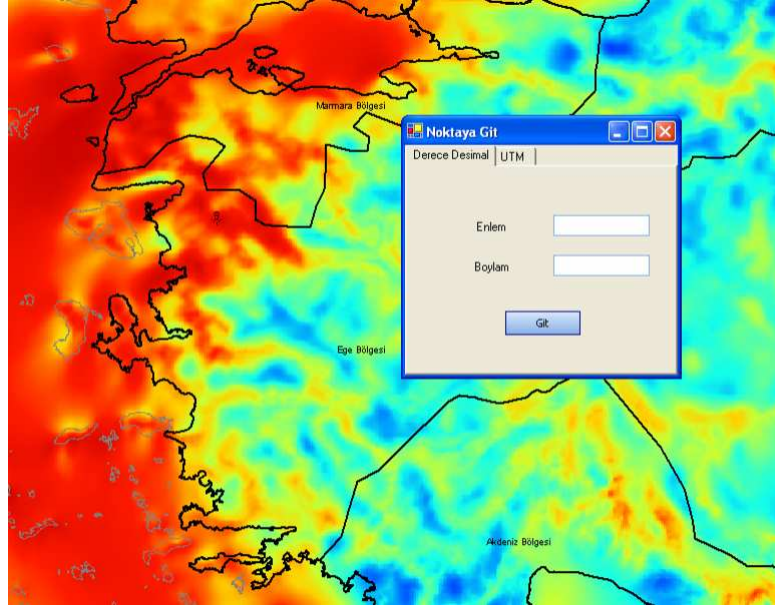 Marmara Bölgesi
Noktaya Git
Derece Desimal
UTM
Enlem
Boylam
Git
Ege Bölgesi
Akdeniz Bölgesi